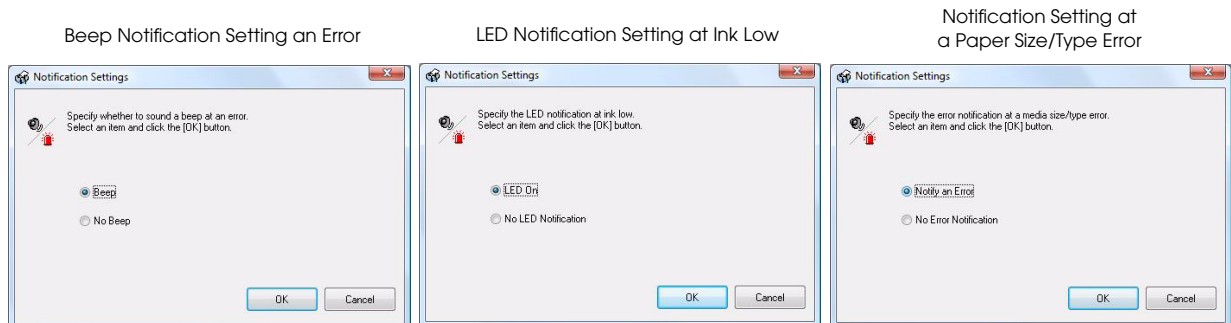 Beep Notification Setting an Error
Notification Settings
Specify whether to sound a beep at an error.
Select an item and click the [OK] button.
Beep
No Beep
OK
Cancel
LED Notification Setting at Ink Low
Notification Settings
Specify the LED notification at ink low.
Select an item and click the [OK] button.
LED On
No LED Notification
OK
Cancel
Notification Setting at
a Paper Size/Type Error
Notification Settings
Specify the error notification at a media size/type error.
Select an item and click the [OK] button.
Notify an Error
No Error Notification
OK
Cancel